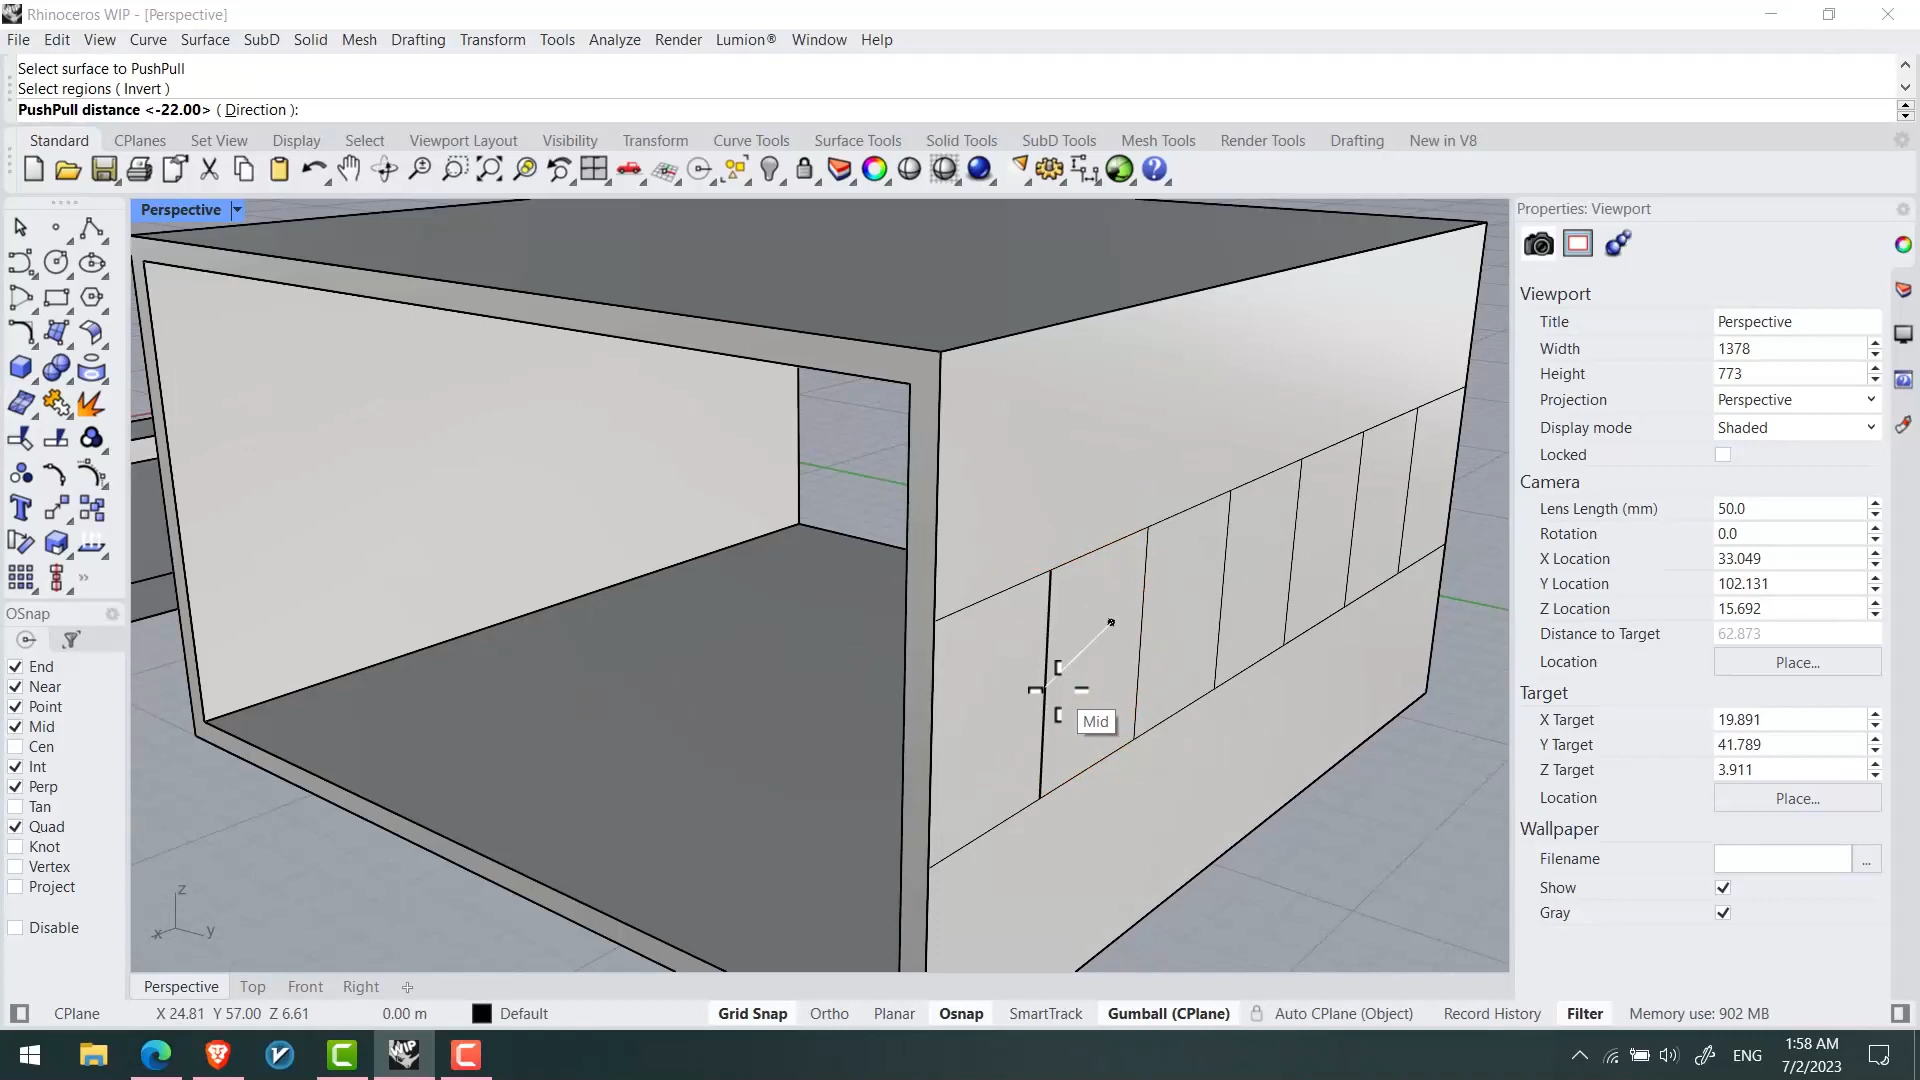 Rhinoceros WIP - [Perspective]
File Edit View Curve Surface SubD Solid Mesh Drafting Transform Tools Analyze Render Lumion® Window Help
Select surface to PushPull
Select regions ( Invert )
PushPull distance <-22.00> ( Direction ):
Standard CPlanes Set View Display Select Viewport Layout Visibility Transform Curve Tools Surface Tools Solid Tools SubD Tools Mesh Tools Render Tools Drafting New in V8
Perspective
Properties: Viewport
Viewport
Title Perspective
Width 1378
Height 773
Projection Perspective
Display mode Shaded
Locked
Camera
Lens Length (mm) 50.0
Rotation 0.0
X Location 33.049
Y Location 102.131
Z Location 15.692
Distance to Target 62.873
Location Place...
Target
X Target 19.891
Y Target 41.789
Z Target 3.911
Location Place...
Wallpaper
Filename ...
Show
Gray
OSnap
End
Near
Point
Mid
Cen
Int
Perp
Tan
Quad
Knot
Vertex
Project
Disable
Mid
z
x
y
Perspective Top Front Right
CPlane X 24.81 Y 57.00 Z 6.61 0.00 m Default Grid Snap Ortho Planar Osnap SmartTrack Gumball (CPlane) Auto CPlane (Object) Record History Filter Memory use: 902 MB
WIP
ENG
1:58 AM
7/2/2023